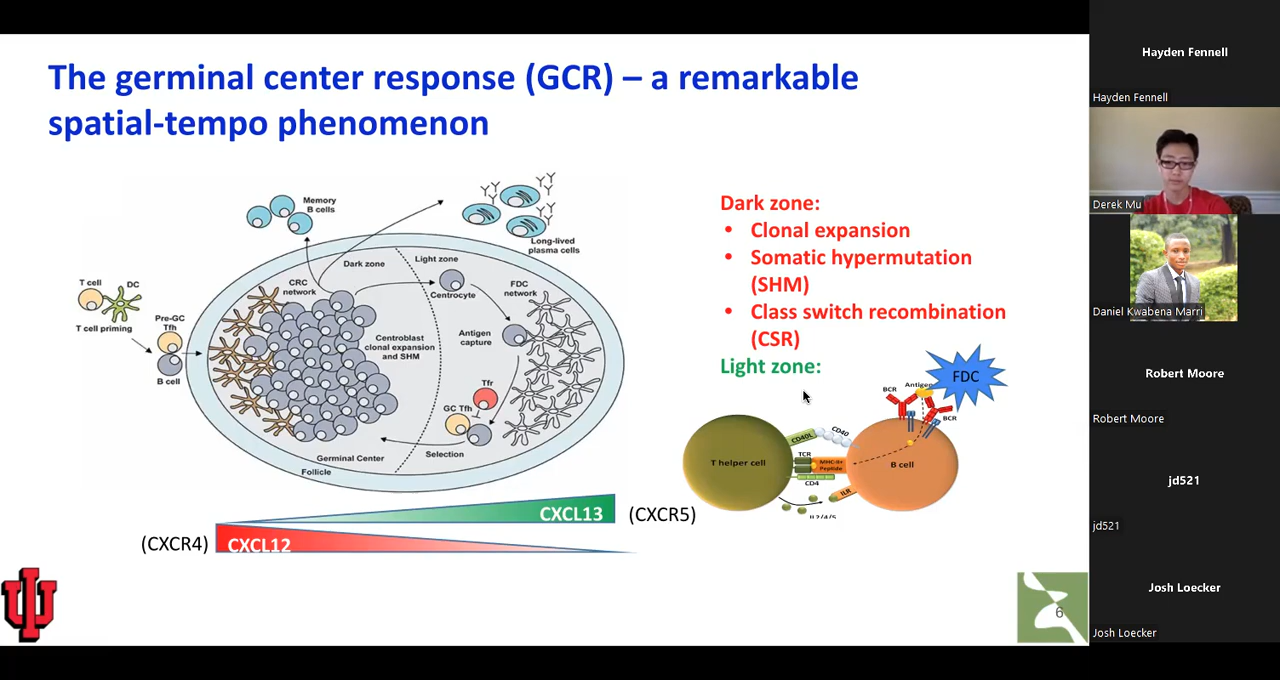 The germinal center response (GCR) – a remarkable
spatial-tempo phenomenon
Memory
B cells
Long-lived
plasma cells
Dark zone
Light zone
T cell
DC
T cell priming
Pre-GC
Tfh
B cell
CRC
network
Centrocyte
FDC
network
Centroblast
clonal expansion
and SHM
Antigen
capture
Tfr
GC Tfh
Selection
Germinal Center
Follicle
CXCL13
(CXCR5)
(CXCR4)
CXCL12
Dark zone:
• Clonal expansion
• Somatic hypermutation
(SHM)
• Class switch recombination
(CSR)
Light zone:
FDC
Antigen
BCR
BCR
CD40L
CD40
TCR
MHC-II+
Peptide
CD4
ILR
IL2/4/5
T helper cell
B cell
6
Hayden Fennell
Hayden Fennell
Derek Mu
Daniel Kwabena Marri
Robert Moore
Robert Moore
jd521
jd521
Josh Loecker
Josh Loecker